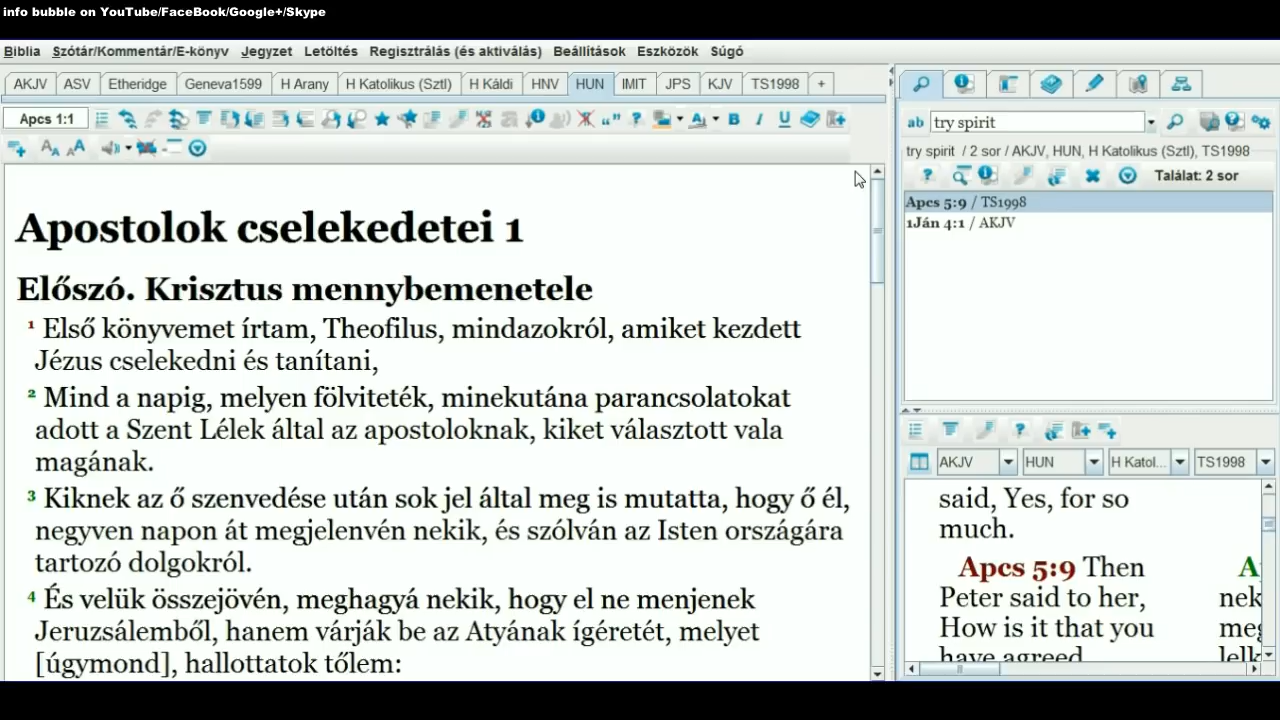 info bubble on YouTube/FaceBook/Google+/Skype
Biblia Szótár/Kommentár/E-könyv Jegyzet Letöltés Regisztrálás (és aktiválás) Beállítások Eszközök Súgó
AKJV ASV Etheridge Geneva1599 H Arany H Katolikus (Sztl) H Káldi HNV HUN IMIT JPS KJV TS1998 +
Apcs 1:1
Apostolok cselekedetei 1
Előszó. Krisztus mennybemenetele
1 Első könyvemet írtam, Theofilus, mindazokról, amiket kezdett
Jézus cselekedni és tanítani,
2 Mind a napig, melyen fölviteték, minekutána parancsolatokat
adott a Szent Lélek által az apostoloknak, kiket választott vala
magának.
3 Kiknek az ő szenvedése után sok jel által meg is mutatta, hogy ő él,
negyven napon át megjelenvén nekik, és szólván az Isten országára
tartozó dolgokról.
4 És velük összejövén, meghagyá nekik, hogy el ne menjenek
Jeruzsálemből, hanem várják be az Atyának ígéretét, melyet
[úgymond], hallottatok tőlem:
ab try spirit
try spirit / 2 sor / AKJV, HUN, H Katolikus (Sztl), TS1998
Találat: 2 sor
Apcs 5:9 / TS1998
1Ján 4:1 / AKJV
AKJV HUN H Katol... TS1998
said, Yes, for so
much.
Apcs 5:9 Then
Peter said to her,
How is it that you
have agreed